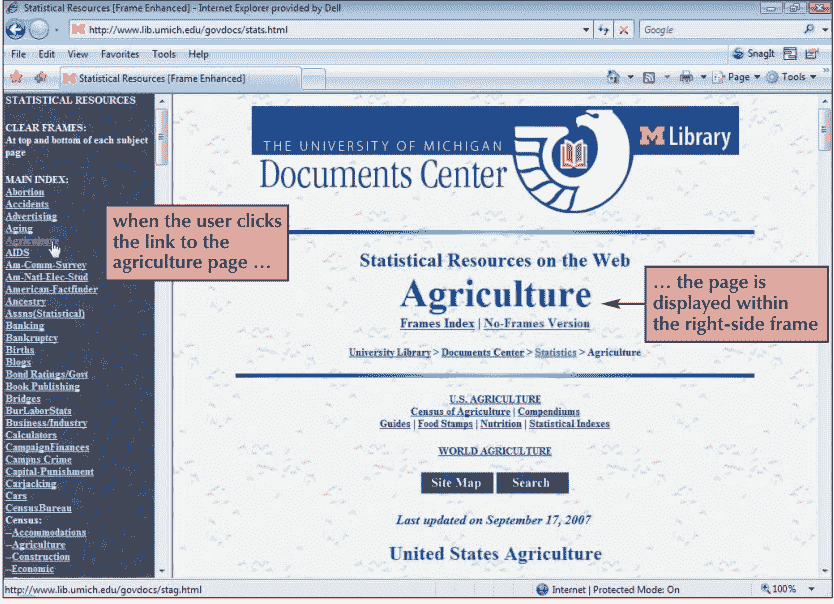 Statistical Resources [Frame Enhanced] - Internet Explorer provided by Dell
http://www.lib.umich.edu/govdocs/stats.html
Google
File Edit View Favorites Tools Help
SnagIt
Statistical Resources [Frame Enhanced]
Page Tools
STATISTICAL RESOURCES
CLEAR FRAMES:
At top and bottom of each subject
page
MAIN INDEX:
Abortion
Accidents
Advertising
Aging
Agriculture
AIDS
Am-Comm-Survey
Am-Natl-Elec-Stud
American-Factfinder
Ancestry
Assns(Statistical)
Banking
Bankruptcy
Births
Blogs
Bond Ratings/Govt
Book Publishing
Bridges
BurLaborStats
Business/Industry
Calculators
CampaignFinances
Campus Crime
Capital-Punishment
Carjacking
Cars
CensusBureau
Census:
--Accommodations
--Agriculture
--Construction
--Economic
when the user clicks
the link to the
agriculture page …
THE UNIVERSITY OF MICHIGAN
Documents Center
M Library
Statistical Resources on the Web
Agriculture
Frames Index | No-Frames Version
University Library > Documents Center > Statistics > Agriculture
… the page is
displayed within
the right-side frame
U.S. AGRICULTURE
Census of Agriculture | Compendiums
Guides | Food Stamps | Nutrition | Statistical Indexes
WORLD AGRICULTURE
Site Map Search
Last updated on September 17, 2007
United States Agriculture
http://www.lib.umich.edu/govdocs/stag.html
Internet | Protected Mode: On
100%